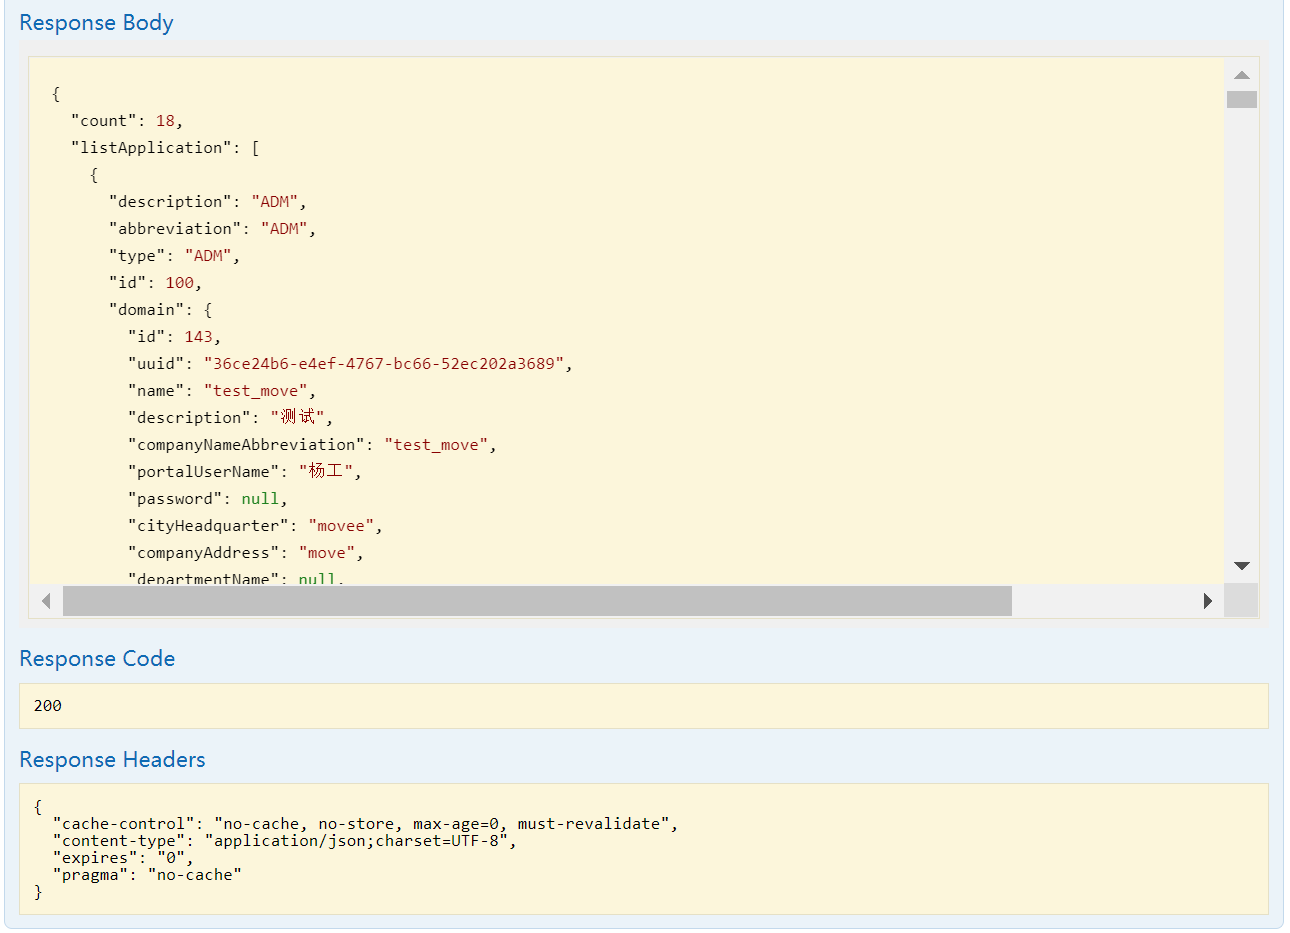 Response Body
{
"count": 18,
"listApplication": [
{
"description": "ADM",
"abbreviation": "ADM",
"type": "ADM",
"id": 100,
"domain": {
"id": 143,
"uuid": "36ce24b6-e4ef-4767-bc66-52ec202a3689",
"name": "test_move",
"description": "测试",
"companyNameAbbreviation": "test_move",
"portalUserName": "杨工",
"password": null,
"cityHeadquarter": "movee",
"companyAddress": "move",
"departmentName": null,
Response Code
200
Response Headers
{
"cache-control": "no-cache, no-store, max-age=0, must-revalidate",
"content-type": "application/json;charset=UTF-8",
"expires": "0",
"pragma": "no-cache"
}